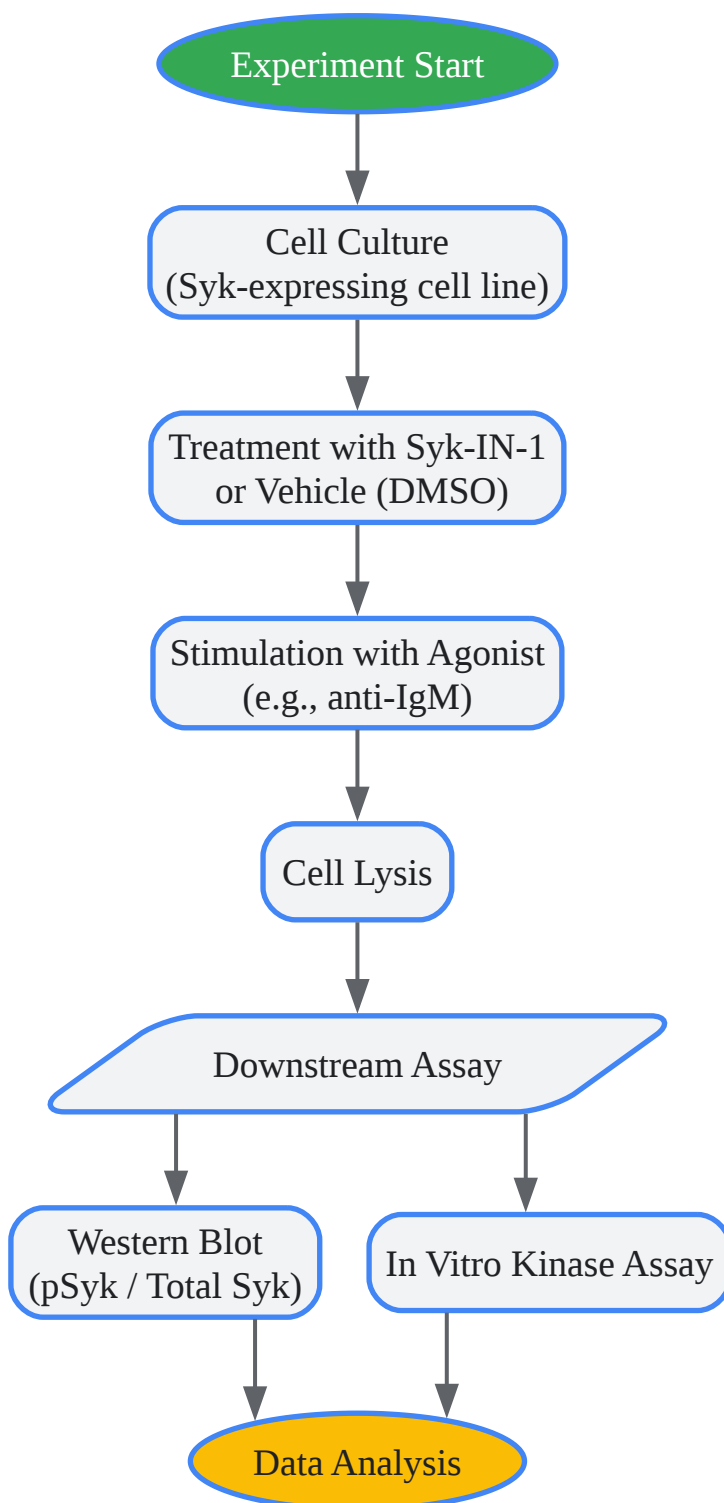 Experiment Start
Cell Culture
(Syk-expressing cell line)
Treatment with Syk-IN-1
or Vehicle (DMSO)
Stimulation with Agonist
(e.g., anti-IgM)
Cell Lysis
Downstream Assay
Western Blot
(pSyk / Total Syk)
In Vitro Kinase Assay
Data Analysis